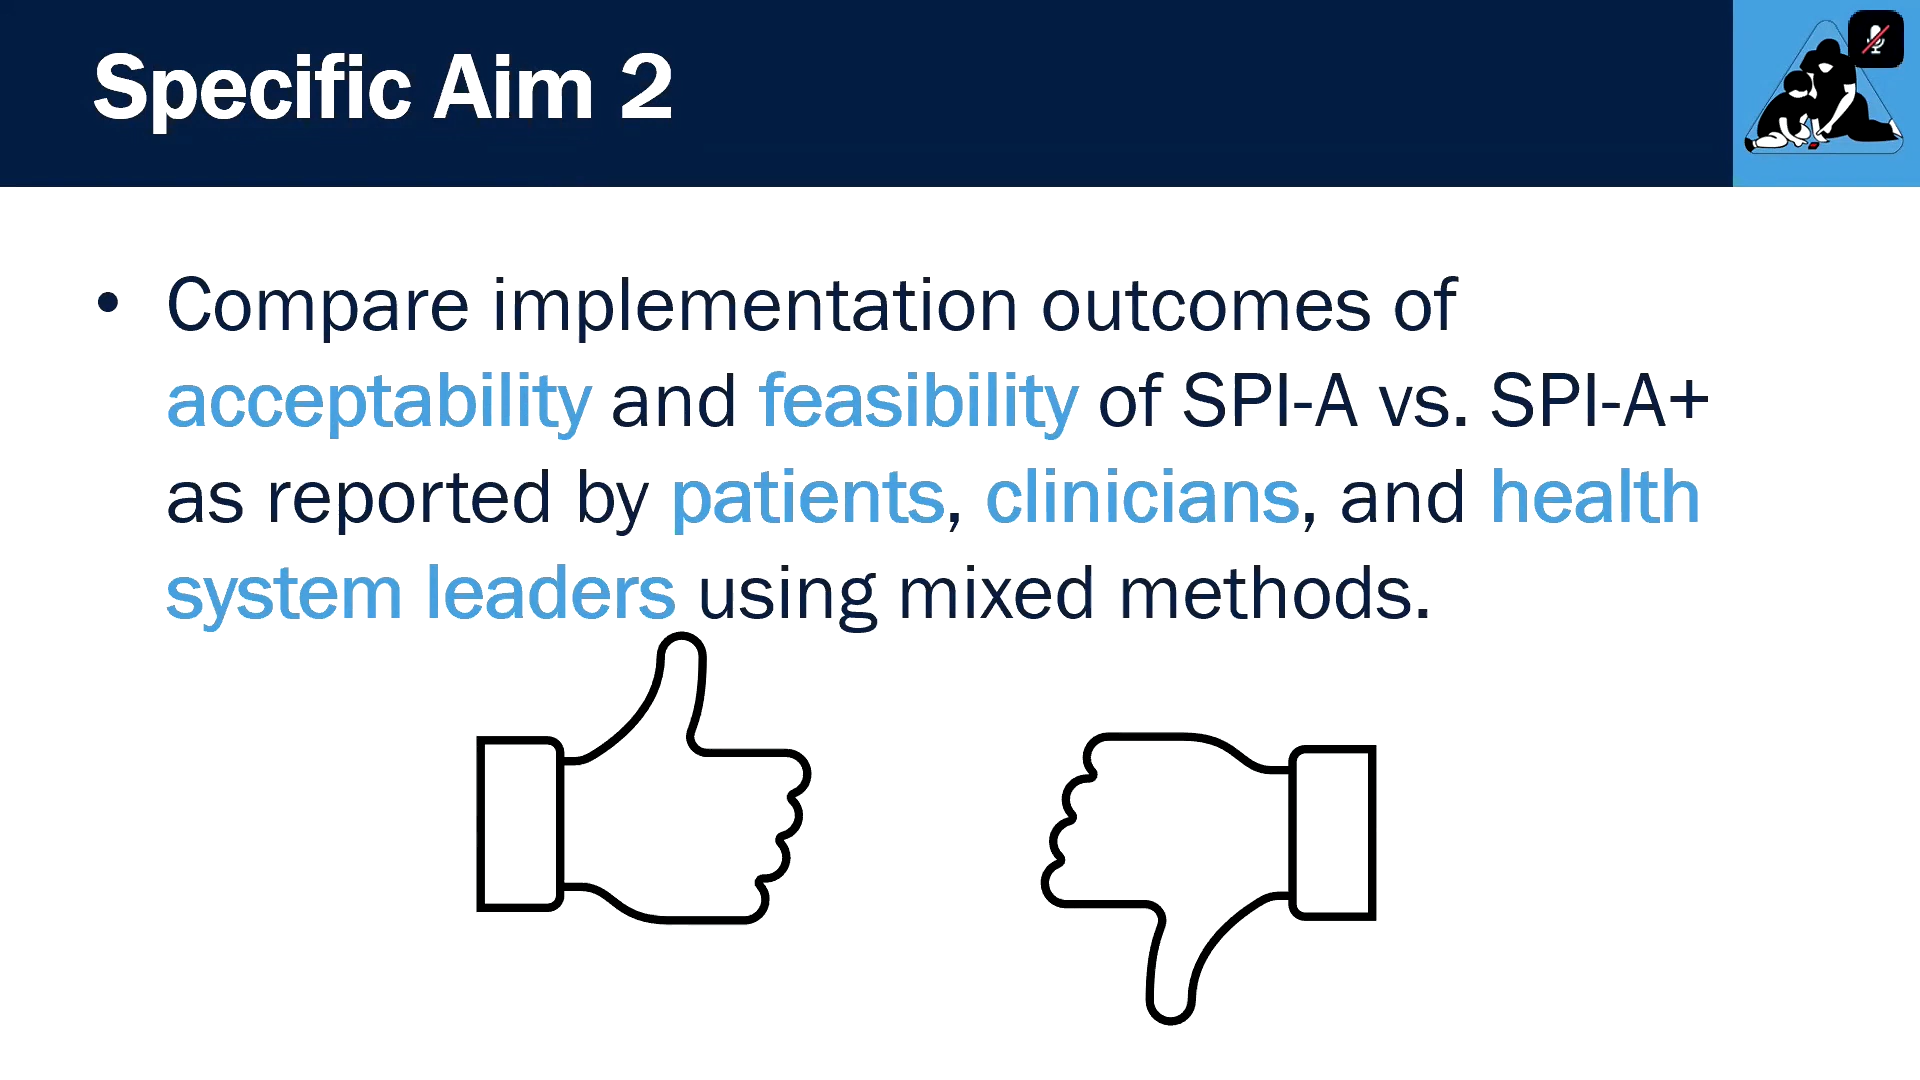 Specific Aim 2
• Compare implementation outcomes of
acceptability and feasibility of SPI-A vs. SPI-A+
as reported by patients, clinicians, and health
system leaders using mixed methods.